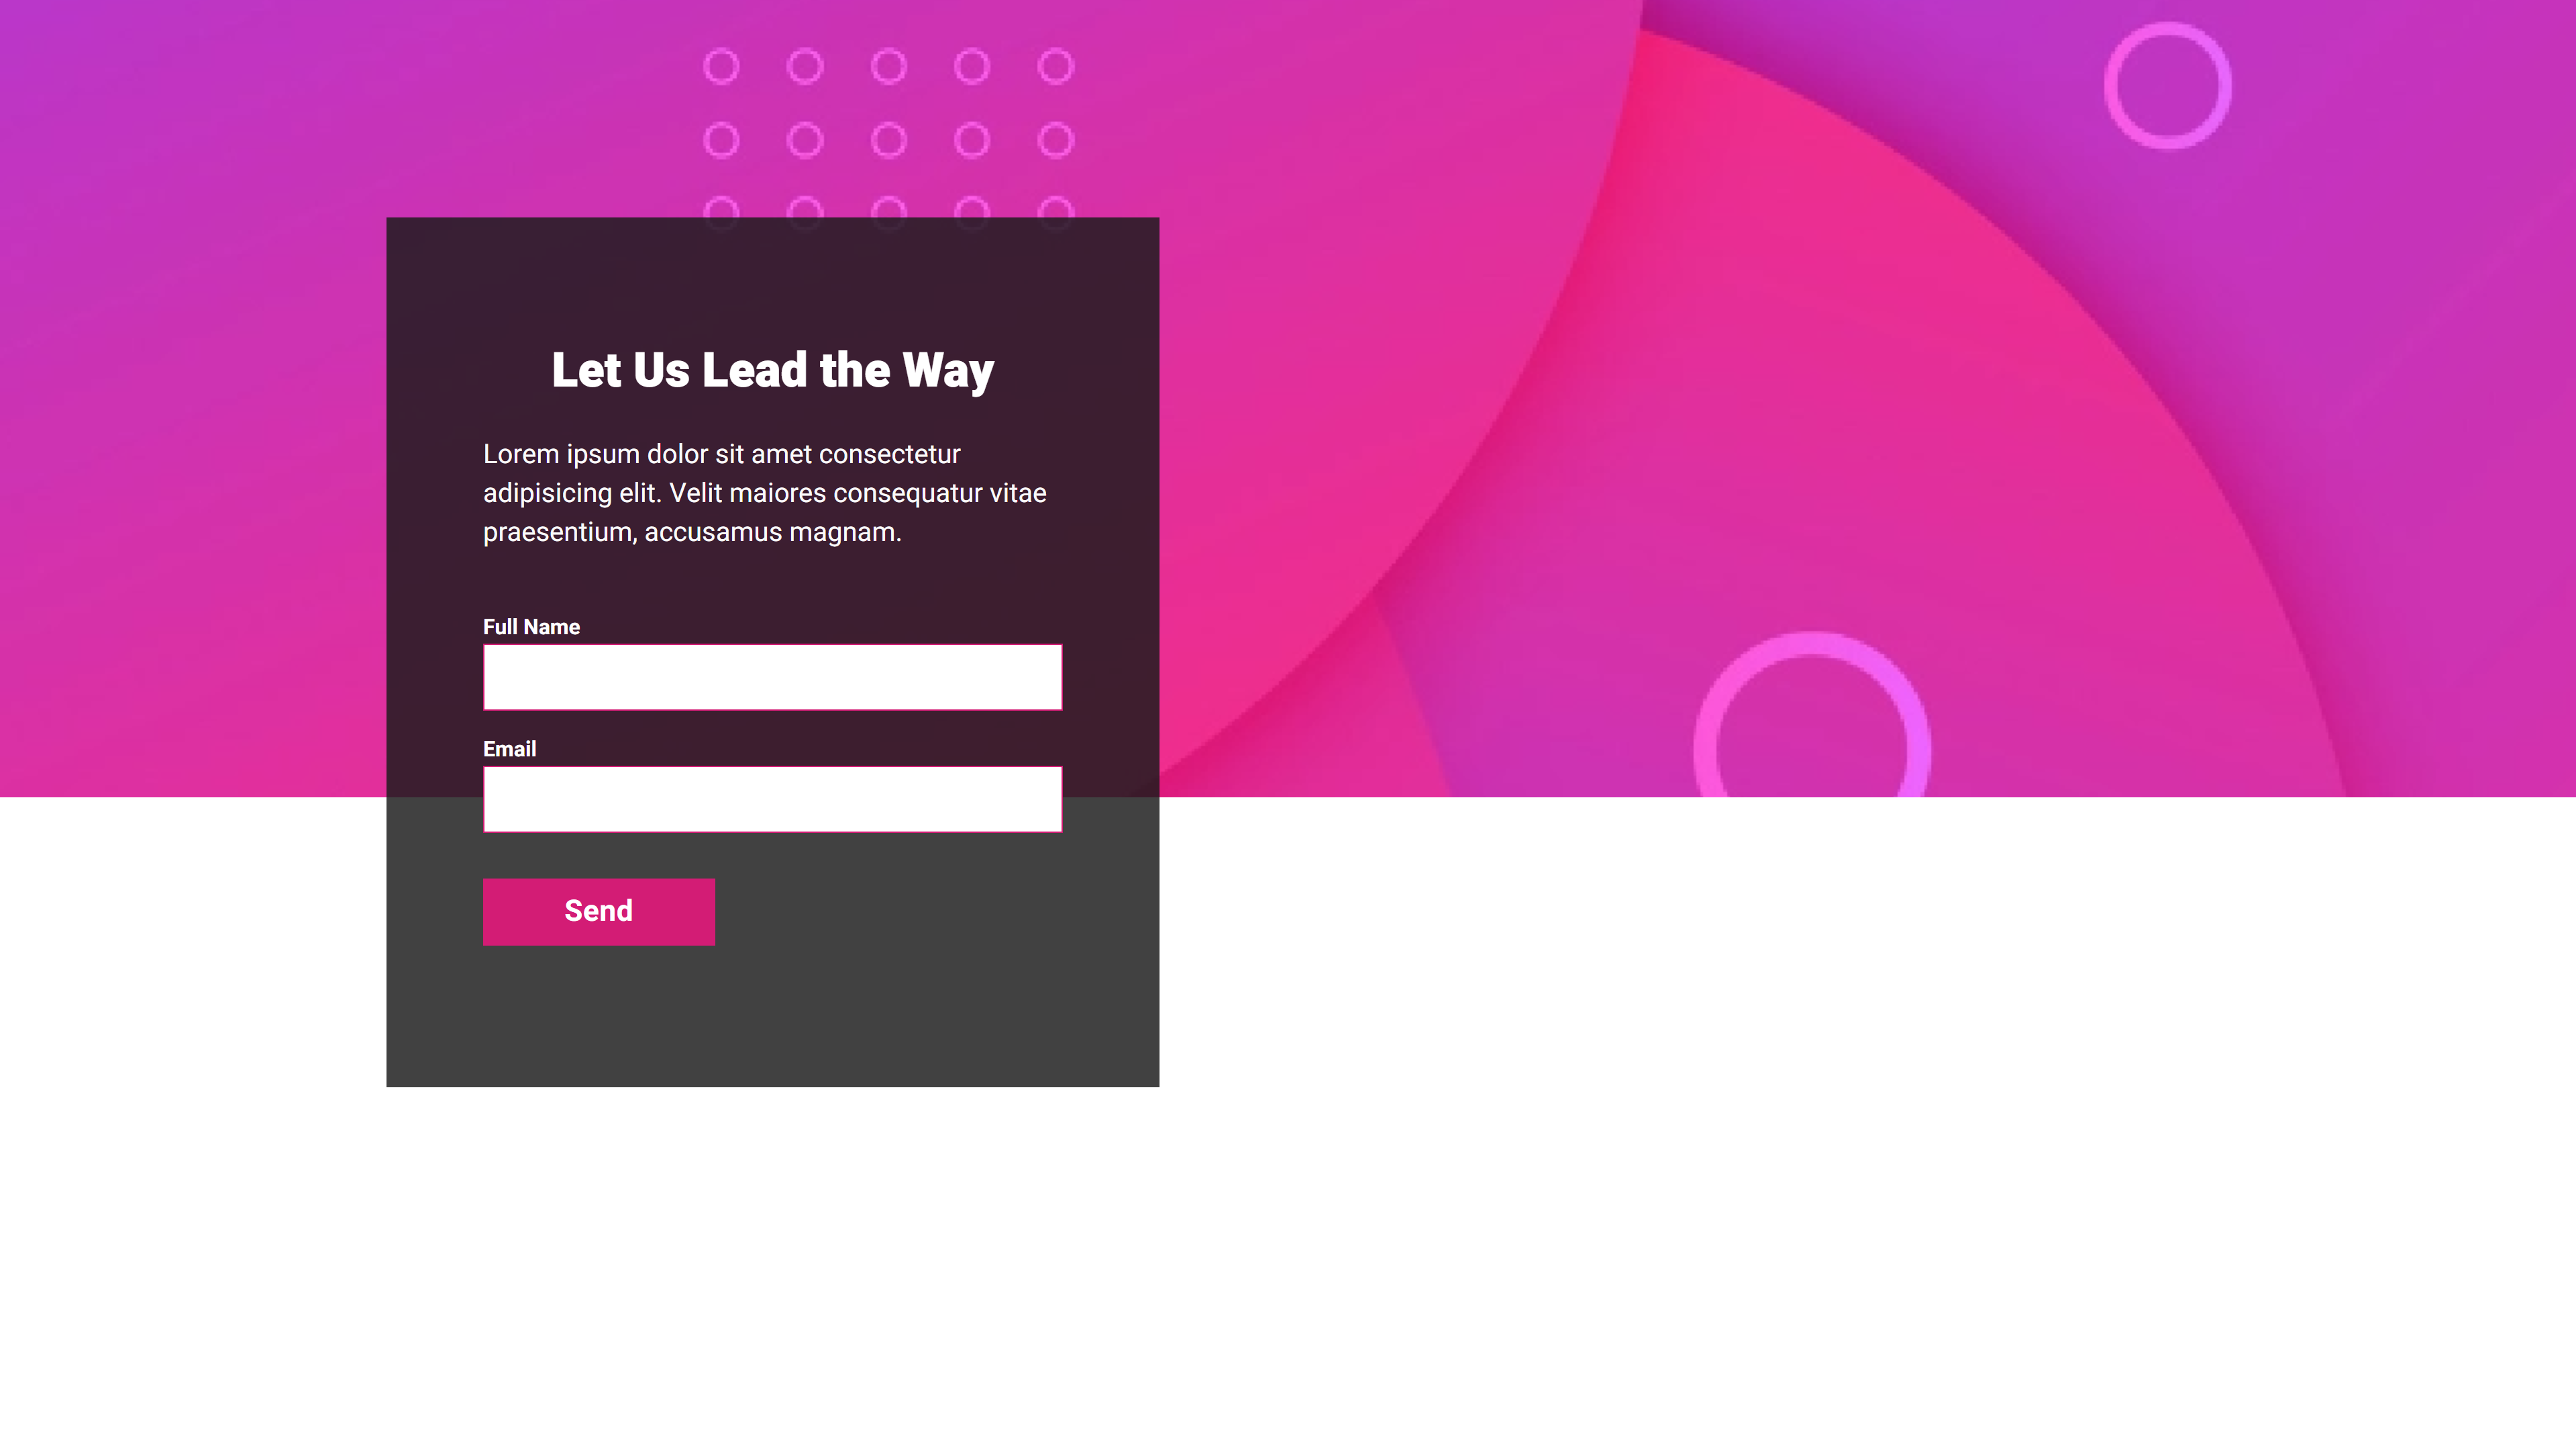 Let Us Lead the Way
Lorem ipsum dolor sit amet consectetur
adipisicing elit. Velit maiores consequatur vitae
praesentium, accusamus magnam.
Full Name
Email
Send